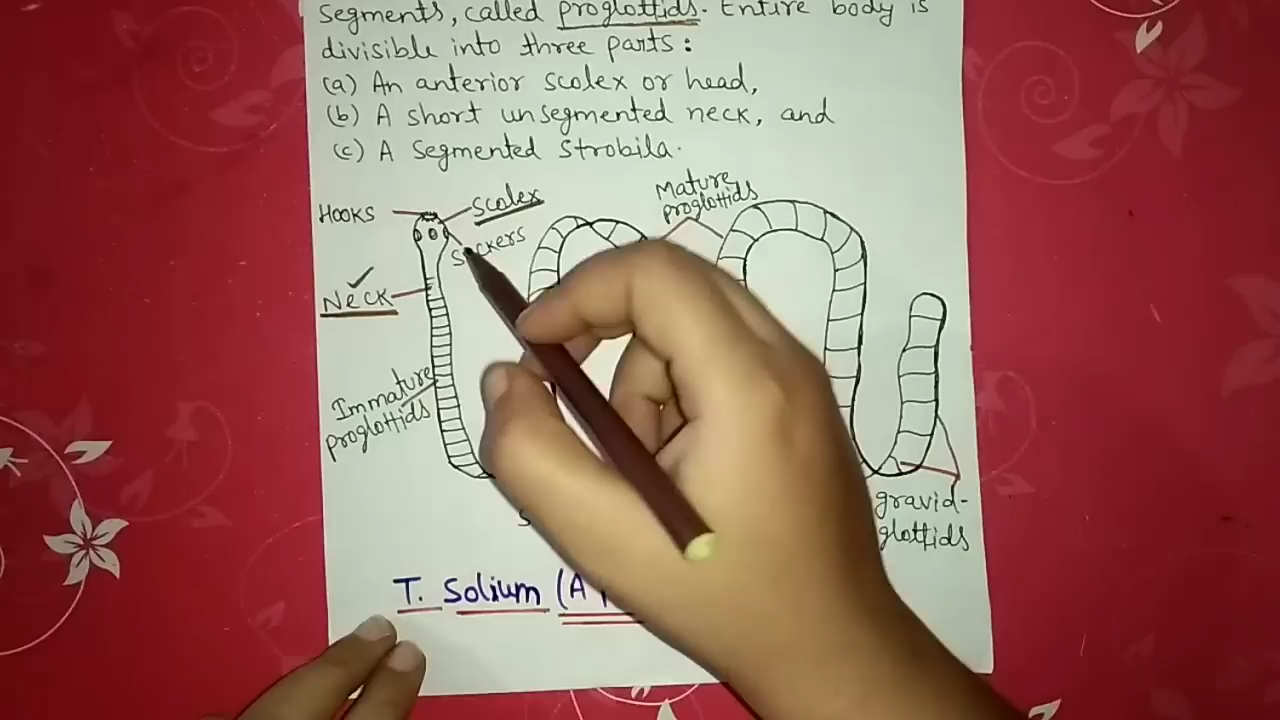 Segments, called proglottids. Entire body is
divisible into three parts:
(a) An anterior scolex or head,
(b) A short unsegmented neck, and
(c) A Segmented Strobila.
Mature
proglottids
Hooks
Scolex
Suckers
Neck
Immature
proglottids
gravid-
glottids
T. Solium (A